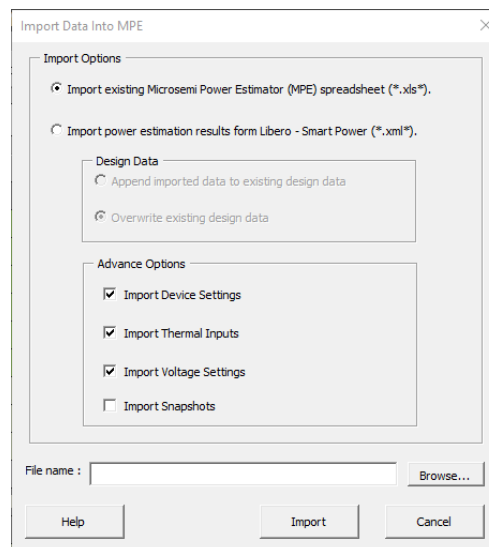 Import Data Into MPE
Import Options
Import existing Microsemi Power Estimator (MPE) spreadsheet (*.xls*).
Import power estimation results form Libero - Smart Power (*.xml*).
Design Data
Append imported data to existing design data
Overwrite existing design data
Advance Options
Import Device Settings
Import Thermal Inputs
Import Voltage Settings
Import Snapshots
File name :
Browse...
Help
Import
Cancel